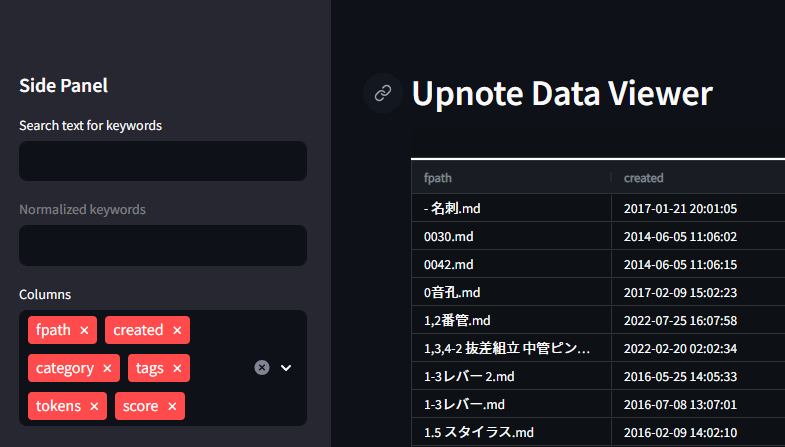 Side Panel
Search text for keywords
Normalized keywords
Columns
fpath × created ×
category × tags ×
tokens × score ×
Upnote Data Viewer
fpath created
- 名刺.md 2017-01-21 20:01:05
0030.md 2014-06-05 11:06:02
0042.md 2014-06-05 11:06:15
0音孔.md 2017-02-09 15:02:23
1,2番管.md 2022-07-25 16:07:58
1,3,4-2 抜差組立 中管ピン… 2022-02-20 02:02:34
1-3レバー 2.md 2016-05-25 14:05:33
1-3レバー.md 2016-07-08 13:07:01
1.5 スタイラス.md 2016-02-09 14:02:10